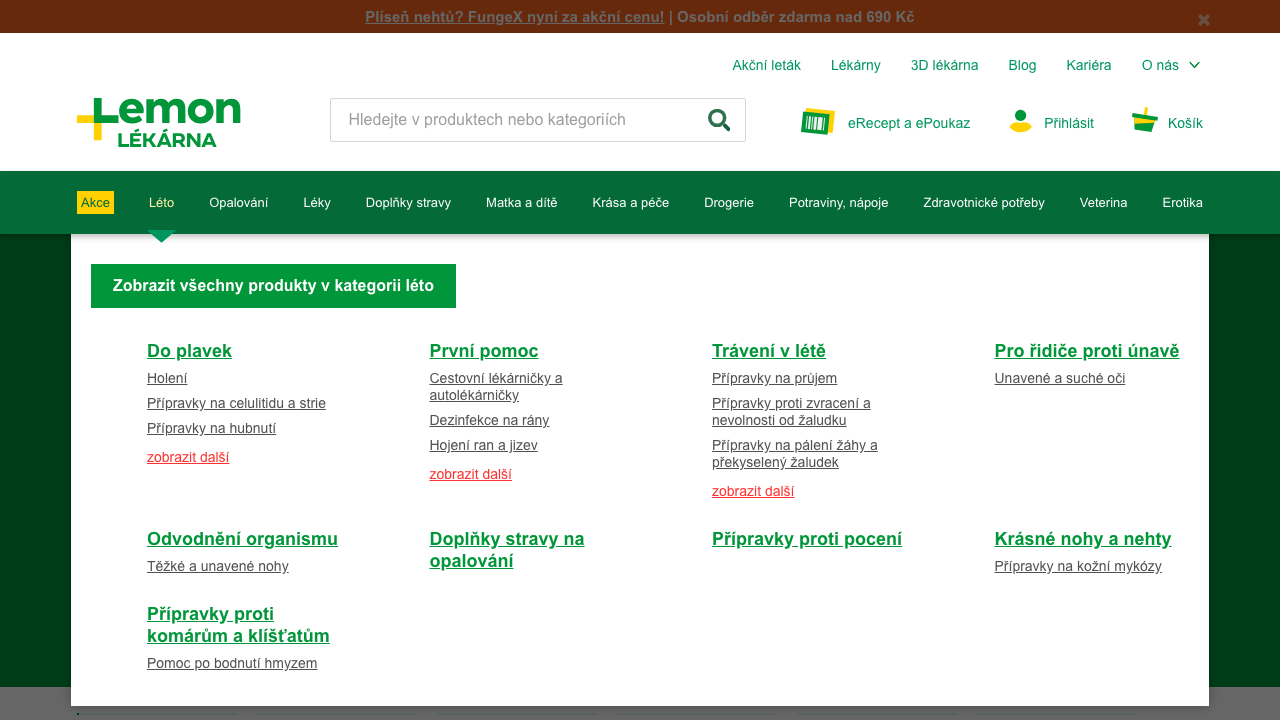 Plíseň nehtů? FungeX nyní za akční cenu! | Osobní odběr zdarma nad 690 Kč
Akční leták Lékárny 3D lékárna Blog Kariéra O nás
Lemon
LÉKÁRNA
Hledejte v produktech nebo kategoriích
eRecept a ePoukaz
Přihlásit
Košík
Akce Léto Opalování Léky Doplňky stravy Matka a dítě Krása a péče Drogerie Potraviny, nápoje Zdravotnické potřeby Veterina Erotika
Zobrazit všechny produkty v kategorii léto
Do plavek
Holení
Přípravky na celulitidu a strie
Přípravky na hubnutí
zobrazit další
První pomoc
Cestovní lékárničky a
autolékárničky
Dezinfekce na rány
Hojení ran a jizev
zobrazit další
Trávení v létě
Přípravky na průjem
Přípravky proti zvracení a
nevolnosti od žaludku
Přípravky na pálení žáhy a
překyselený žaludek
zobrazit další
Pro řidiče proti únavě
Unavené a suché oči
Odvodnění organismu
Těžké a unavené nohy
Doplňky stravy na
opalování
Přípravky proti pocení
Krásné nohy a nehty
Přípravky na kožní mykózy
Přípravky proti
komárům a klíšťatům
Pomoc po bodnutí hmyzem